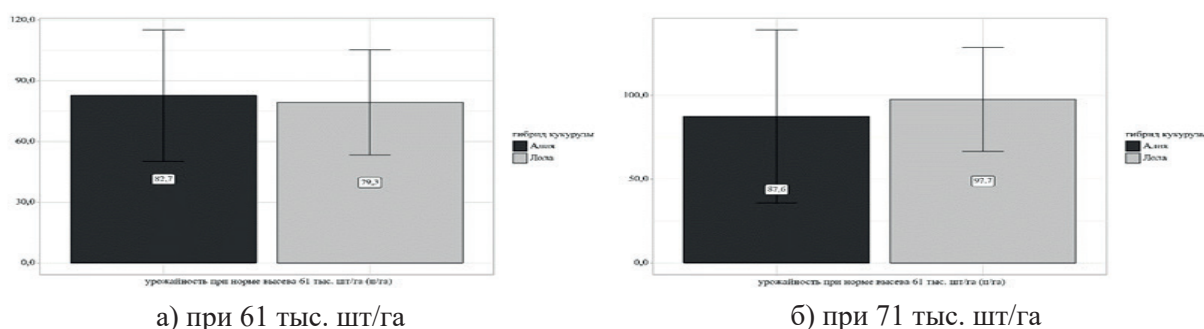 120,0
90,0
60,0
30,0
0,0
82,7
79,3
гибрид кукурузы
Алих
Лола
урожайность при норме высева 61 тыс. шт/га (ц/га)
а) при 61 тыс. шт/га
100,0
50,0
0,0
87,6
97,7
гибрид кукурузы
Алих
Лола
урожайность при норме высева 61 тыс. шт/га (ц/га)
б) при 71 тыс. шт/га